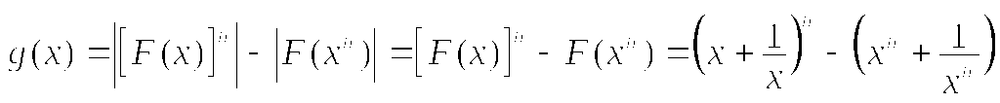 g(x) = |[F(x)]^n| - |F(x^n)| = [F(x)]^n - F(x^n) = (x + 1/x)^n - (x^n + 1/x^n)